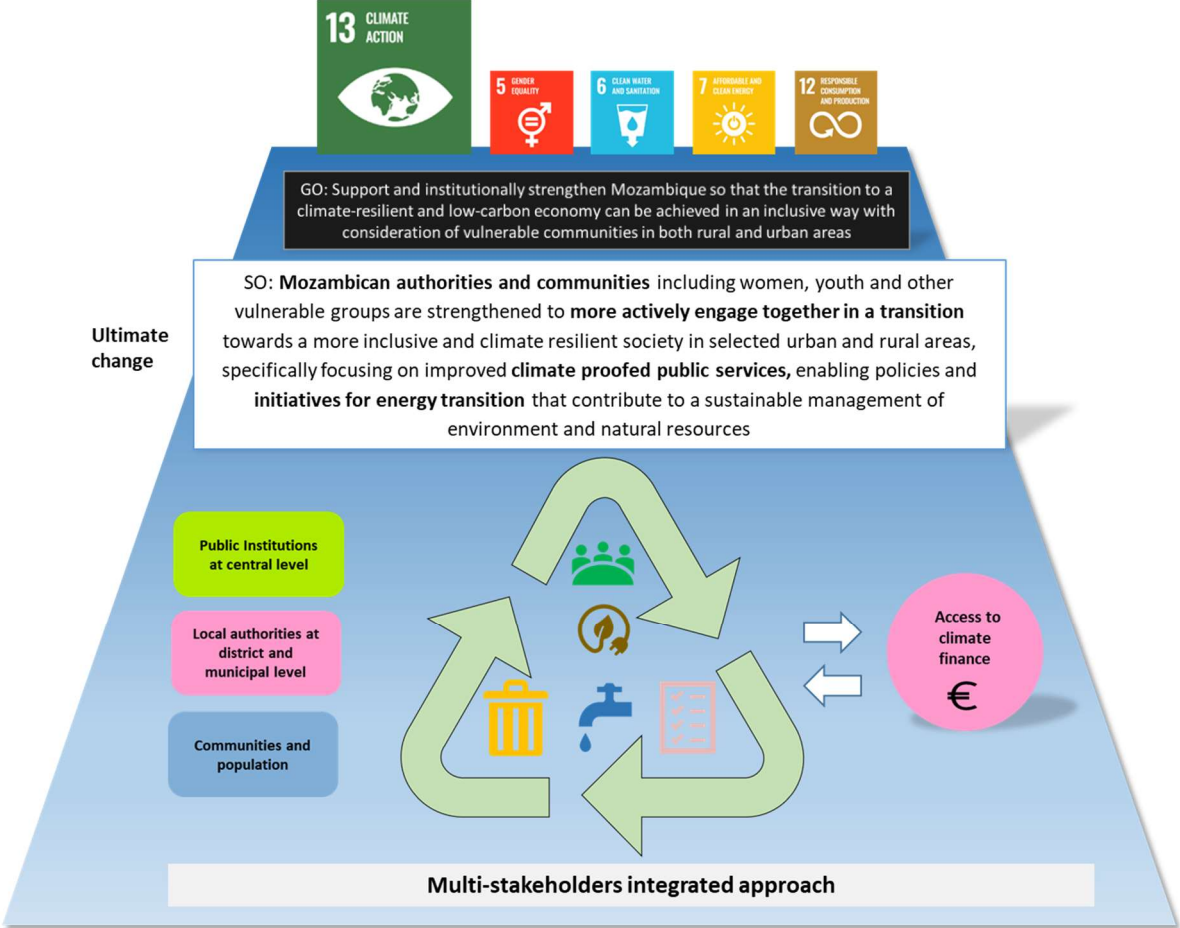 13 CLIMATE
ACTION
5 GENDER
EQUALITY
6 CLEAN WATER
AND SANITATION
7 AFFORDABLE AND
CLEAN ENERGY
12 RESPONSIBLE
CONSUMPTION
AND PRODUCTION
GO: Support and institutionally strengthen Mozambique so that the transition to a
climate-resilient and low-carbon economy can be achieved in an inclusive way with
consideration of vulnerable communities in both rural and urban areas
Ultimate
change
SO: Mozambican authorities and communities including women, youth and other
vulnerable groups are strengthened to more actively engage together in a transition
towards a more inclusive and climate resilient society in selected urban and rural areas,
specifically focusing on improved climate proofed public services, enabling policies and
initiatives for energy transition that contribute to a sustainable management of
environment and natural resources
Public Institutions
at central level
Local authorities at
district and
municipal level
Communities and
population
Access to
climate
finance
€
Multi-stakeholders integrated approach